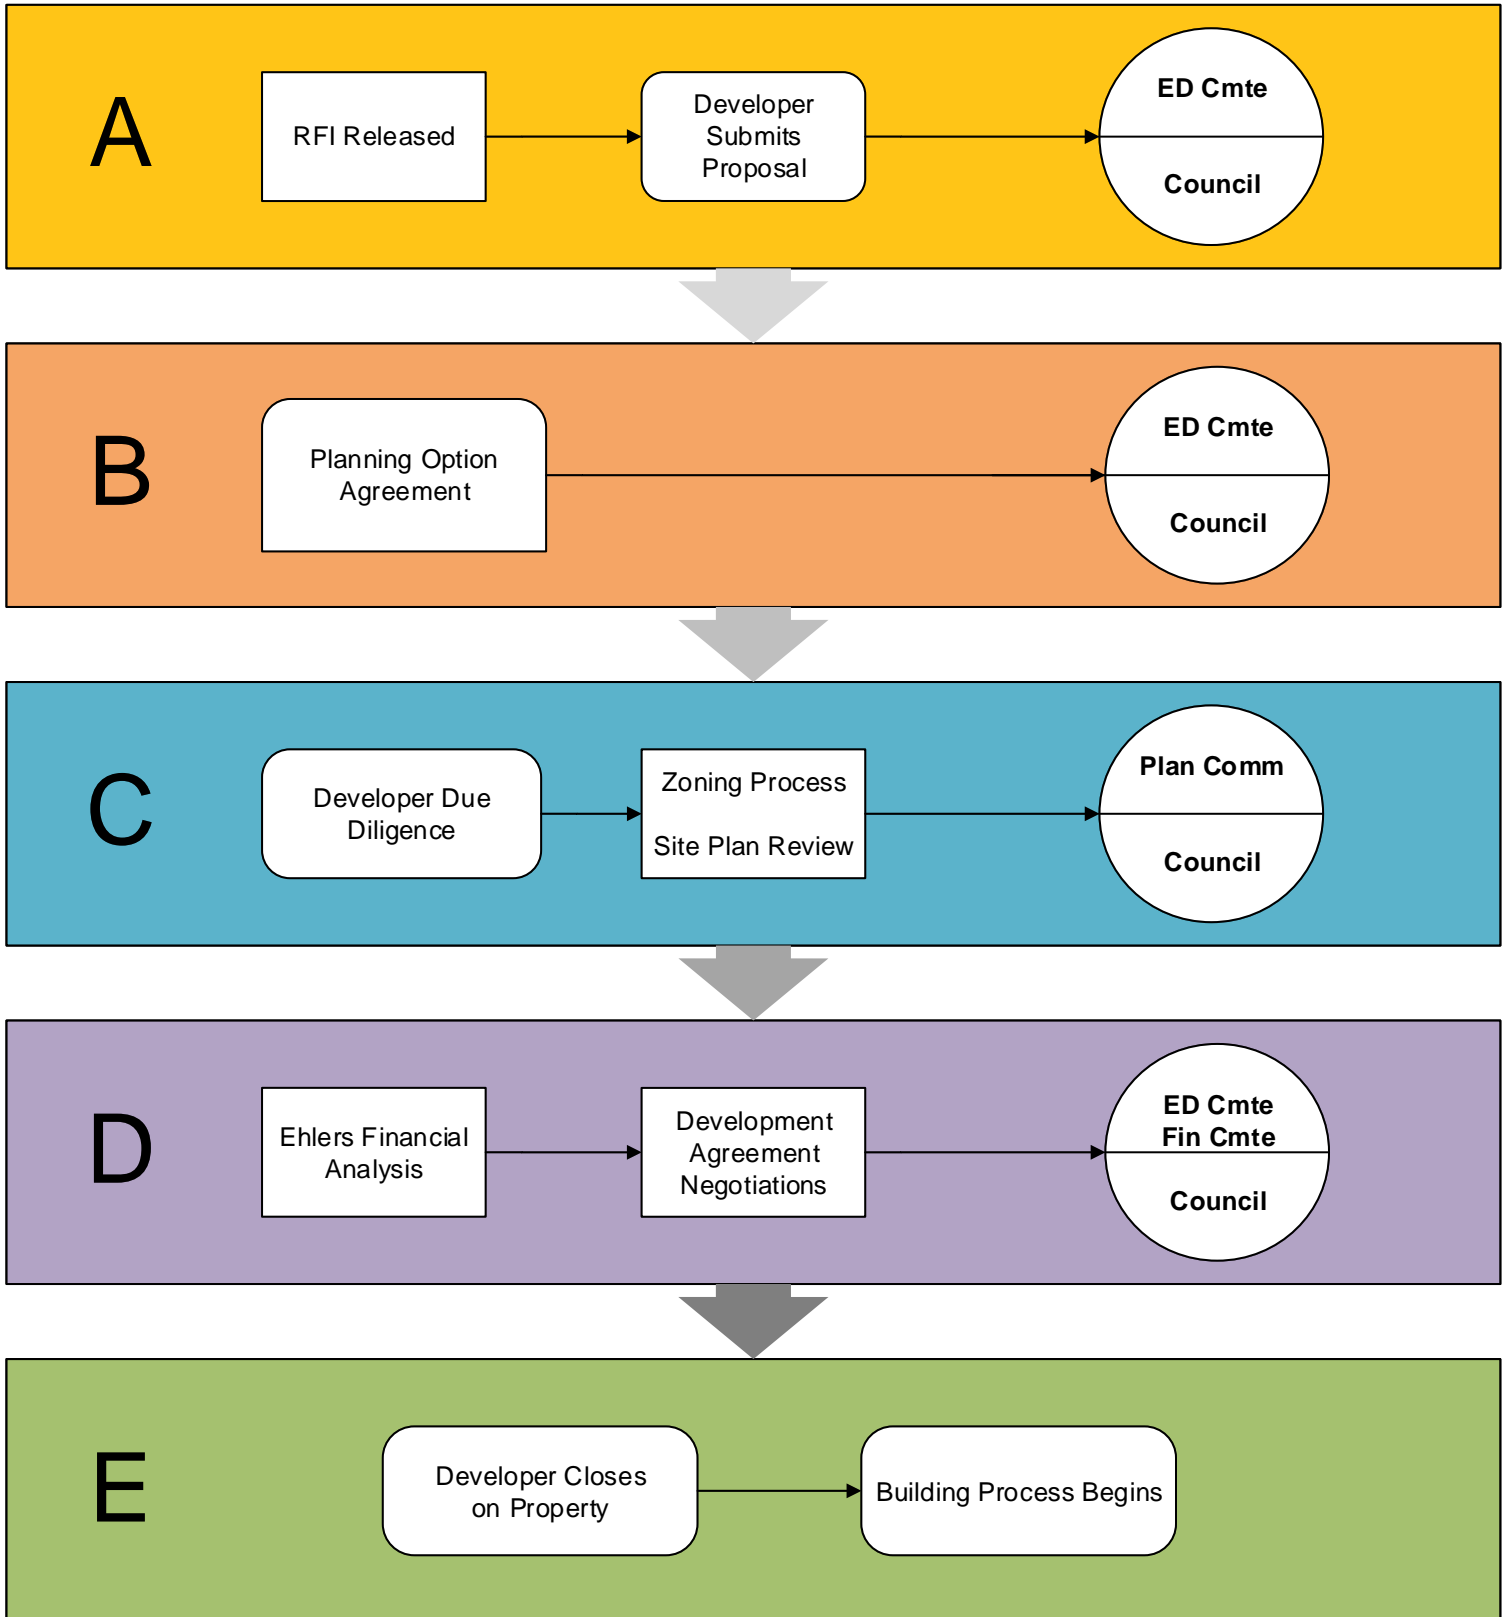 A
RFI Released
Developer
Submits
Proposal
ED Cmte
Council
B
Planning Option
Agreement
ED Cmte
Council
C
Developer Due
Diligence
Zoning Process
Site Plan Review
Plan Comm
Council
D
Ehlers Financial
Analysis
Development
Agreement
Negotiations
ED Cmte
Fin Cmte
Council
E
Developer Closes
on Property
Building Process Begins